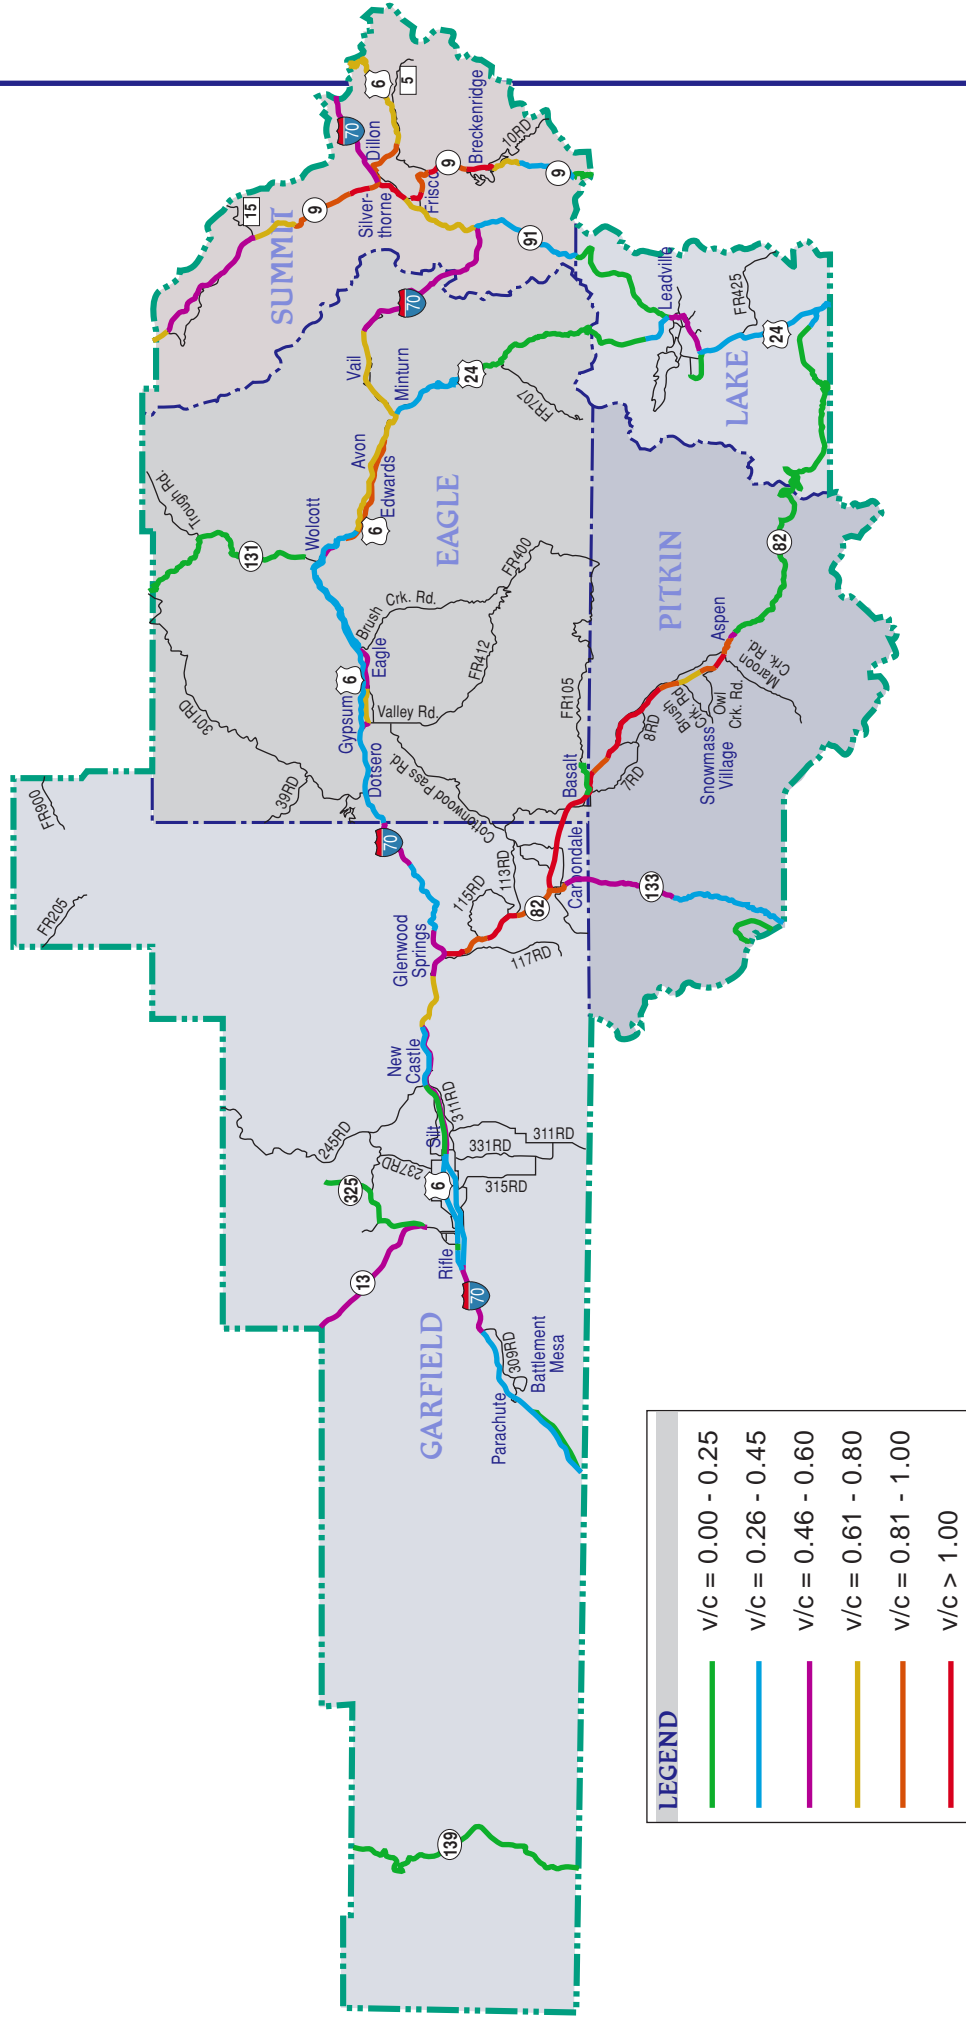 FR900
FR205
39RD
301RD
Trough Rd.
131
SUMMIT
15
9
Silver-
thorne
70
Dillon
6
5
Frisco
9
Breckenridge
10RD
9
91
Vail
70
Minturn
24
FR707
Avon
Edwards
6
Wolcott
EAGLE
Brush
Crk. Rd.
FR400
FR412
Eagle
6
Gypsum
Valley Rd.
Dotsero
Cottonwood Pass Rd.
FR105
Basalt
Leadville
FR425
24
LAKE
PITKIN
82
Aspen
Maroon
Crk. Rd.
Owl
Crk. Rd.
Brush
Crk. Rd
Snowmass
Village
8RD
7RD
70
Glenwood
Springs
115RD
113RD
82
117RD
Carbondale
133
New
Castle
311RD
Silt
245RD
237RD
325
6
331RD
311RD
315RD
Rifle
13
70
GARFIELD
309RD
Battlement
Mesa
Parachute
139
LEGEND
v/c = 0.00 - 0.25
v/c = 0.26 - 0.45
v/c = 0.46 - 0.60
v/c = 0.61 - 0.80
v/c = 0.81 - 1.00
v/c > 1.00